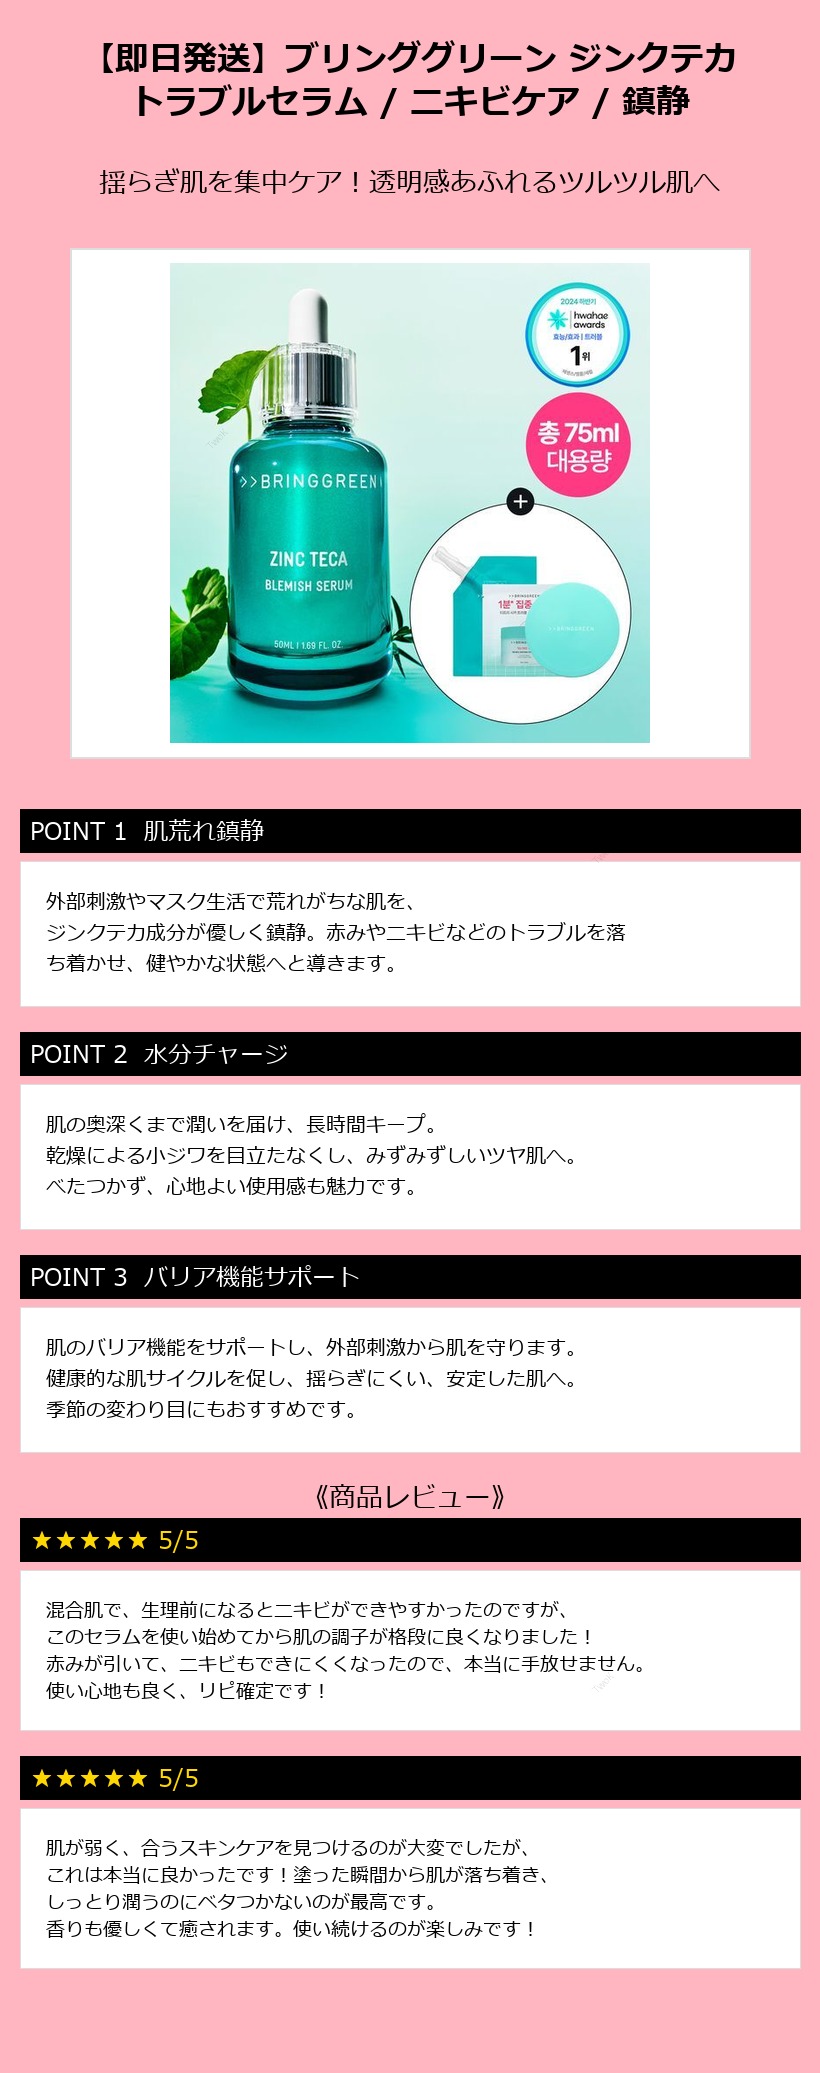 【即日発送】ブリンググリーン ジンクテカ
トラブルセラム / ニキビケア / 鎮静
揺らぎ肌を集中ケア！透明感あふれるツルツル肌へ
2024 하반기
hwahae
awards
효능/효과 | 트러블
1위
총 75ml
대용량
>>BRINGGREEN
ZINC TECA
BLEMISH SERUM
50ML I 1.69 FL. OZ.
+
>>BRINGGREEN
1분* 집중
>>BRINGGREEN
POINT 1 肌荒れ鎮静
外部刺激やマスク生活で荒れがちな肌を、
ジンクテカ成分が優しく鎮静。赤みやニキビなどのトラブルを落
ち着かせ、健やかな状態へと導きます。
POINT 2 水分チャージ
肌の奥深くまで潤いを届け、長時間キープ。
乾燥による小ジワを目立たなくし、みずみずしいツヤ肌へ。
べたつかず、心地よい使用感も魅力です。
POINT 3 バリア機能サポート
肌のバリア機能をサポートし、外部刺激から肌を守ります。
健康的な肌サイクルを促し、揺らぎにくい、安定した肌へ。
季節の変わり目にもおすすめです。
《商品レビュー》
★★★★★ 5/5
混合肌で、生理前になるとニキビができやすかったのですが、
このセラムを使い始めてから肌の調子が格段に良くなりました！
赤みが引いて、ニキビもできにくくなったので、本当に手放せません。
使い心地も良く、リピ確定です！
★★★★★ 5/5
肌が弱く、合うスキンケアを見つけるのが大変でしたが、
これは本当に良かったです！塗った瞬間から肌が落ち着き、
しっとり潤うのにベタつかないのが最高です。
香りも優しくて癒されます。使い続けるのが楽しみです！